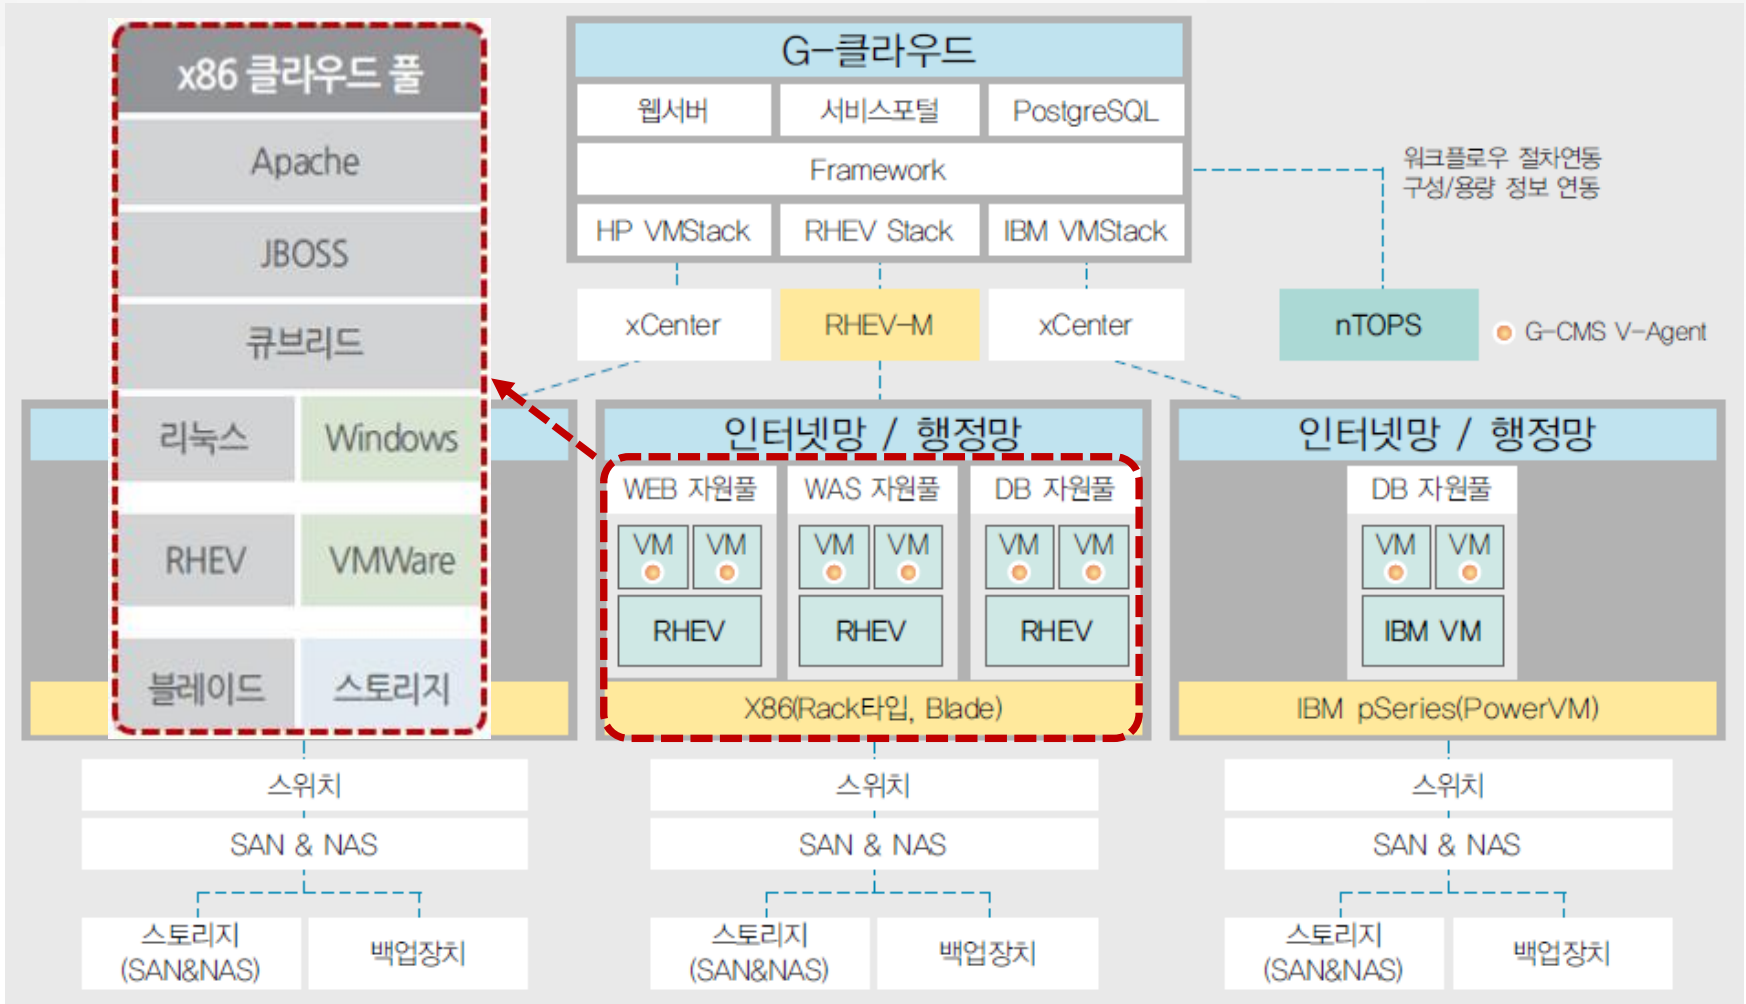 x86 클라우드 풀
Apache
JBOSS
큐브리드
리눅스 Windows
RHEV VMWare
블레이드 스토리지
G-클라우드
웹서버 서비스포털 PostgreSQL
Framework
HP VMStack RHEV Stack IBM VMStack
워크플로우 절차연동
구성/용량 정보 연동
xCenter RHEV-M xCenter
nTOPS
G-CMS V-Agent
인터넷망 / 행정망
WEB 자원풀 WAS 자원풀 DB 자원풀
VM VM VM VM VM VM
RHEV RHEV RHEV
X86(Rack타입, Blade)
인터넷망 / 행정망
DB 자원풀
VM VM
IBM VM
IBM pSeries(PowerVM)
스위치
SAN & NAS
스토리지
(SAN&NAS)
백업장치
스위치
SAN & NAS
스토리지
(SAN&NAS)
백업장치
스위치
SAN & NAS
스토리지
(SAN&NAS)
백업장치